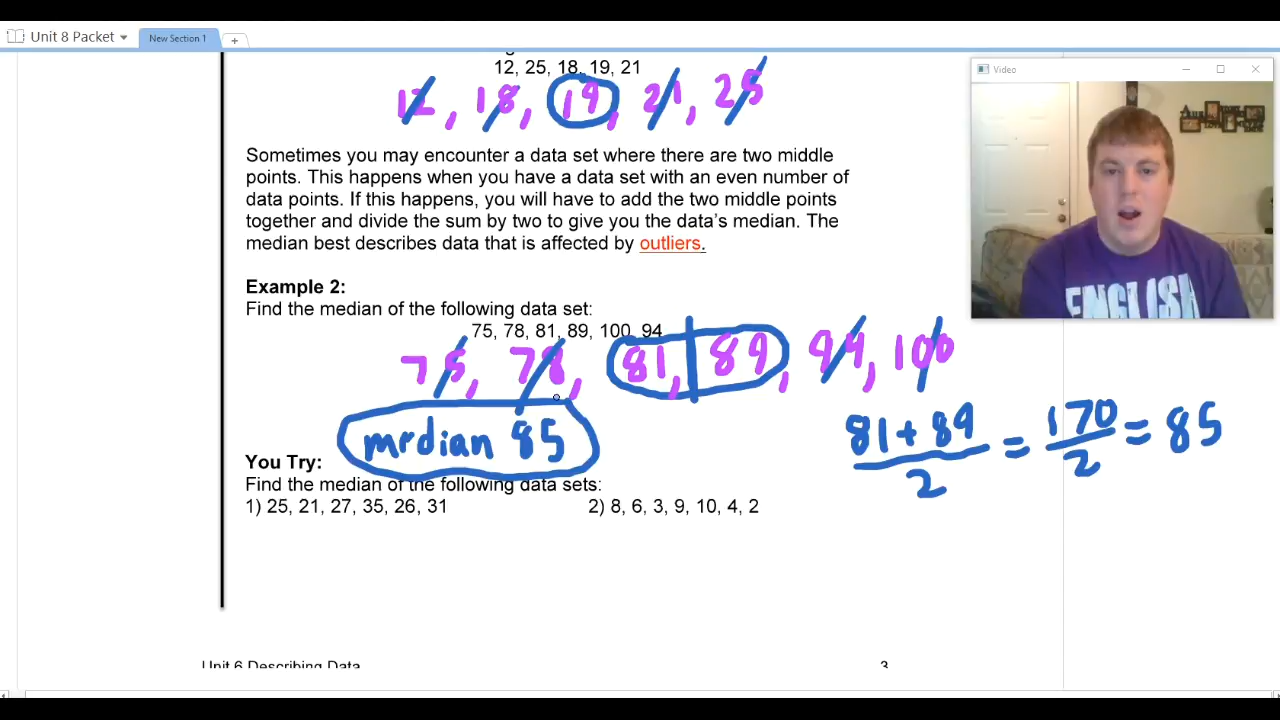 Unit 8 Packet
New Section 1
+
Video
12, 25, 18, 19, 21
12, 18, 19, 21, 25
Sometimes you may encounter a data set where there are two middle
points. This happens when you have a data set with an even number of
data points. If this happens, you will have to add the two middle points
together and divide the sum by two to give you the data's median. The
median best describes data that is affected by outliers.
Example 2:
Find the median of the following data set:
75, 78, 81, 89, 100, 94
75, 78, 81, 89, 94, 100
ENGLISH
median 85
81 + 89 / 2 = 170 / 2 = 85
You Try:
Find the median of the following data sets:
1) 25, 21, 27, 35, 26, 31
2) 8, 6, 3, 9, 10, 4, 2
Unit 6 Describing Data
3